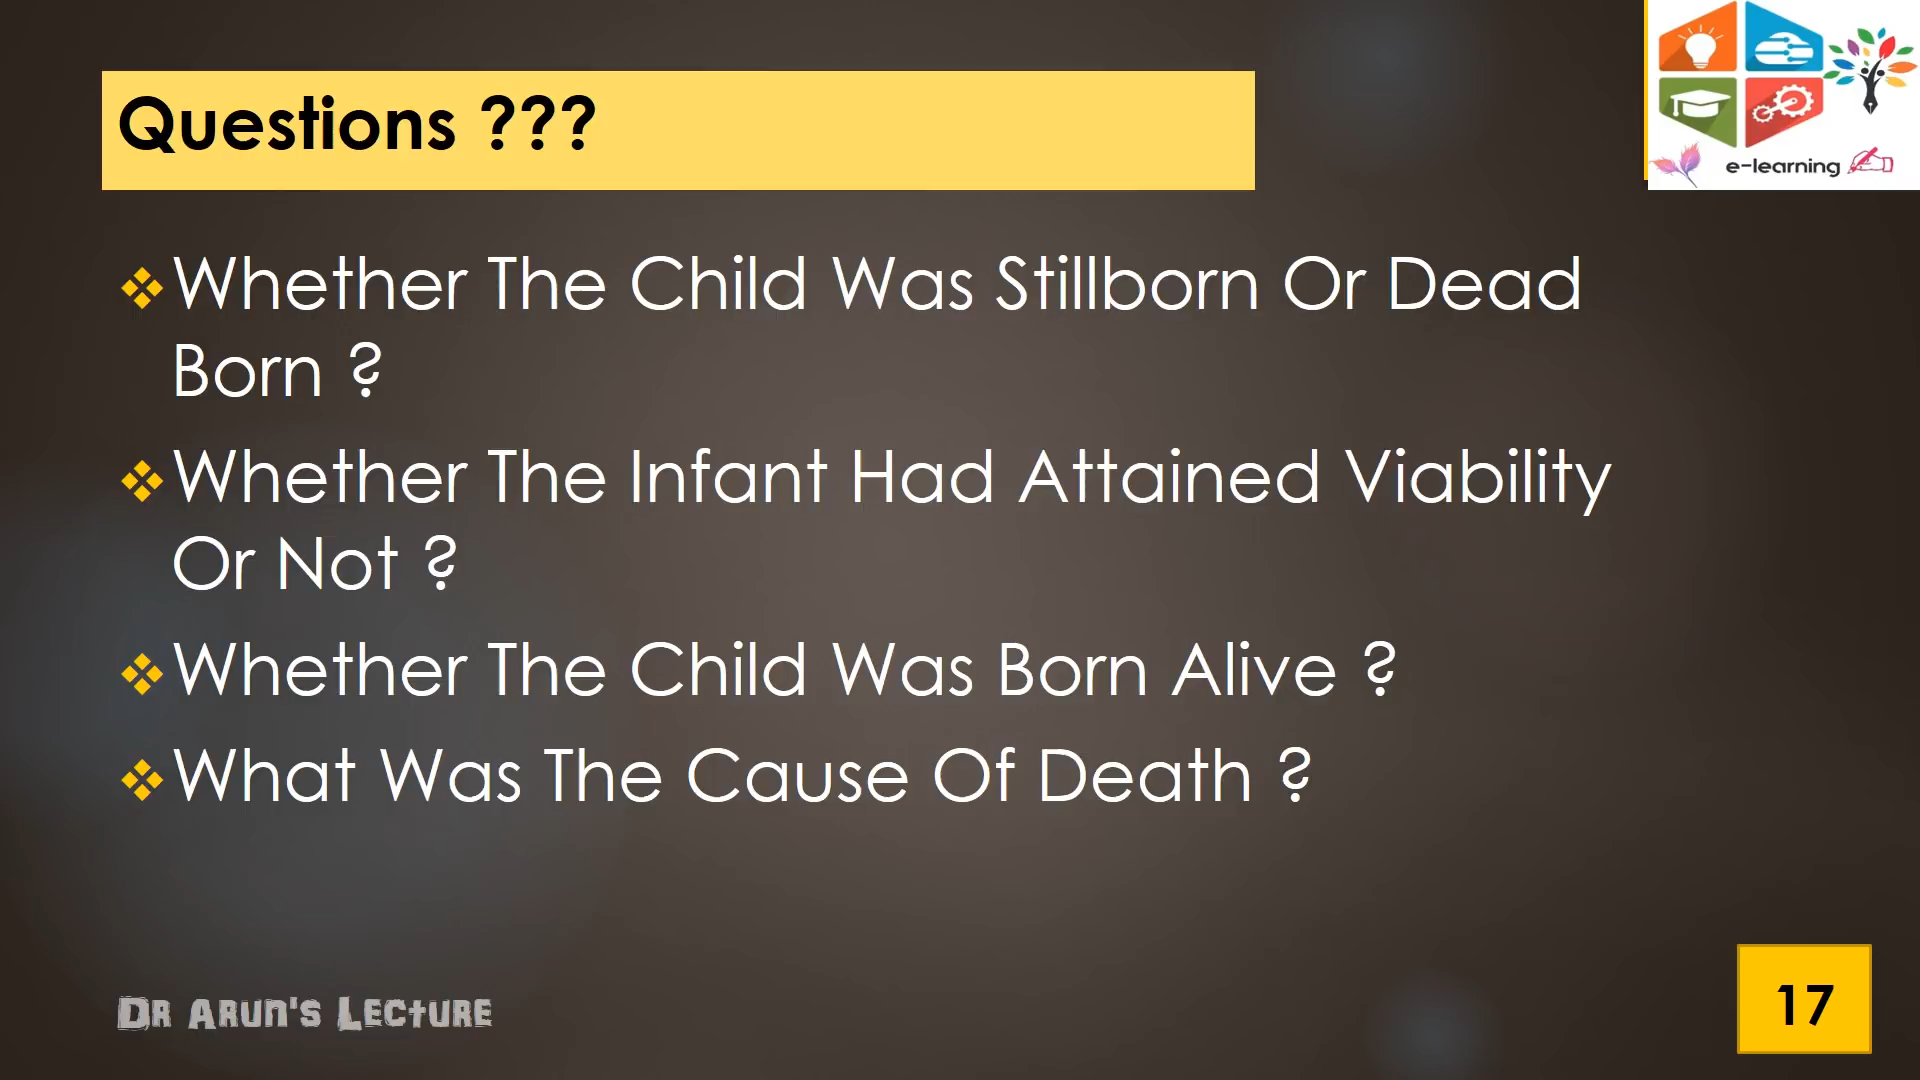 Questions ???
e-learning
Whether The Child Was Stillborn Or Dead
Born ?
Whether The Infant Had Attained Viability
Or Not ?
Whether The Child Was Born Alive ?
What Was The Cause Of Death ?
Dr Arun's Lecture
17